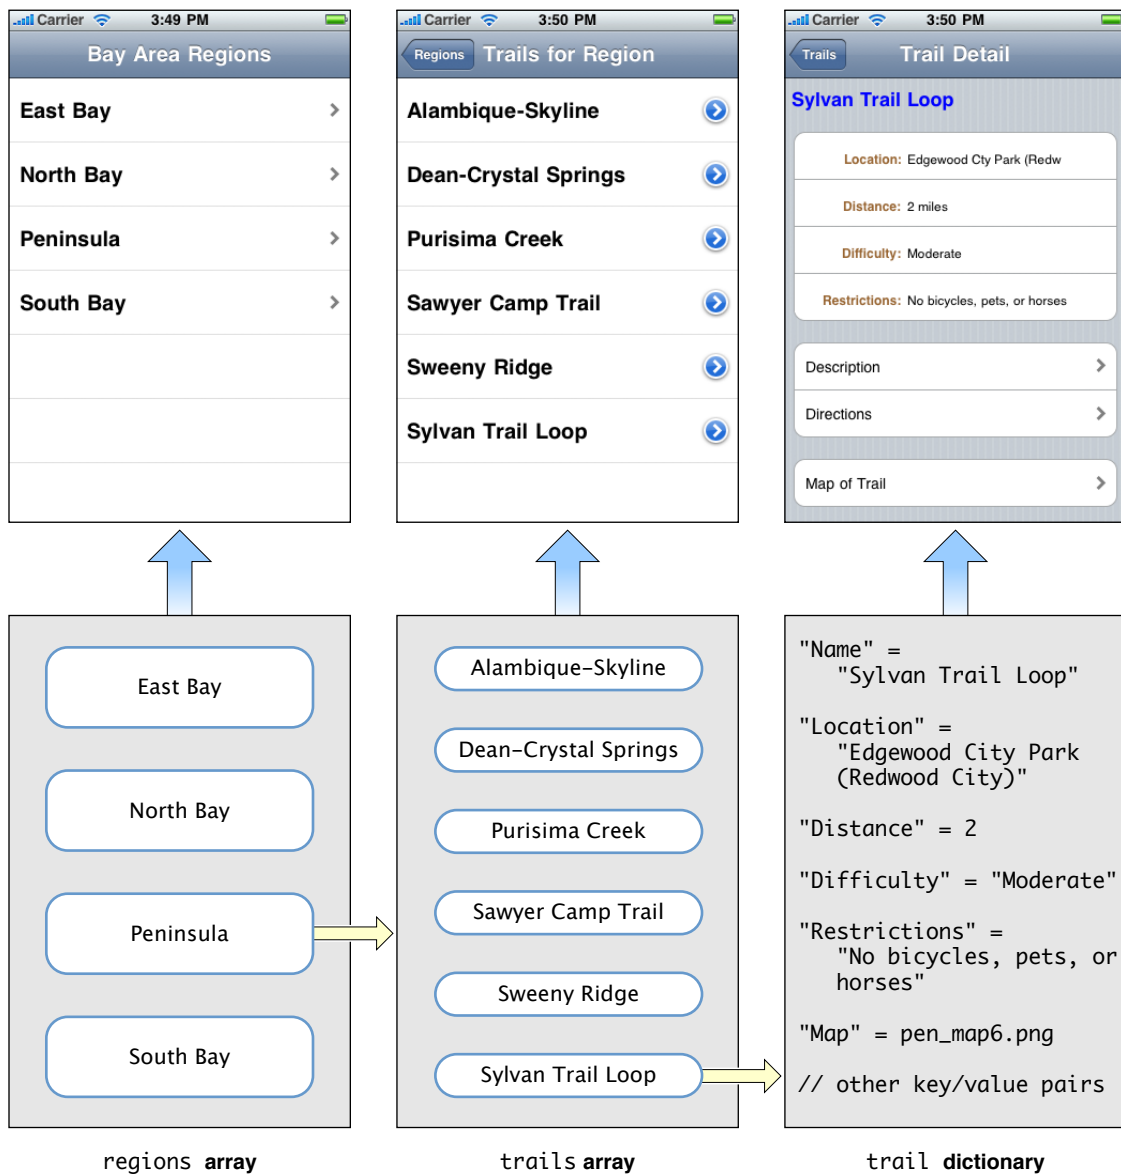 Carrier 3:49 PM
Bay Area Regions
East Bay
North Bay
Peninsula
South Bay
Carrier 3:50 PM
Regions Trails for Region
Alambique-Skyline
Dean-Crystal Springs
Purisima Creek
Sawyer Camp Trail
Sweeny Ridge
Sylvan Trail Loop
Carrier 3:50 PM
Trails Trail Detail
Sylvan Trail Loop
Location: Edgewood Cty Park (Redw
Distance: 2 miles
Difficulty: Moderate
Restrictions: No bicycles, pets, or horses
Description
Directions
Map of Trail
East Bay
North Bay
Peninsula
South Bay
regions array
Alambique-Skyline
Dean-Crystal Springs
Purisima Creek
Sawyer Camp Trail
Sweeny Ridge
Sylvan Trail Loop
trails array
"Name" =
"Sylvan Trail Loop"
"Location" =
"Edgewood City Park
(Redwood City)"
"Distance" = 2
"Difficulty" = "Moderate"
"Restrictions" =
"No bicycles, pets, or
horses"
"Map" = pen_map6.png
// other key/value pairs
trail dictionary